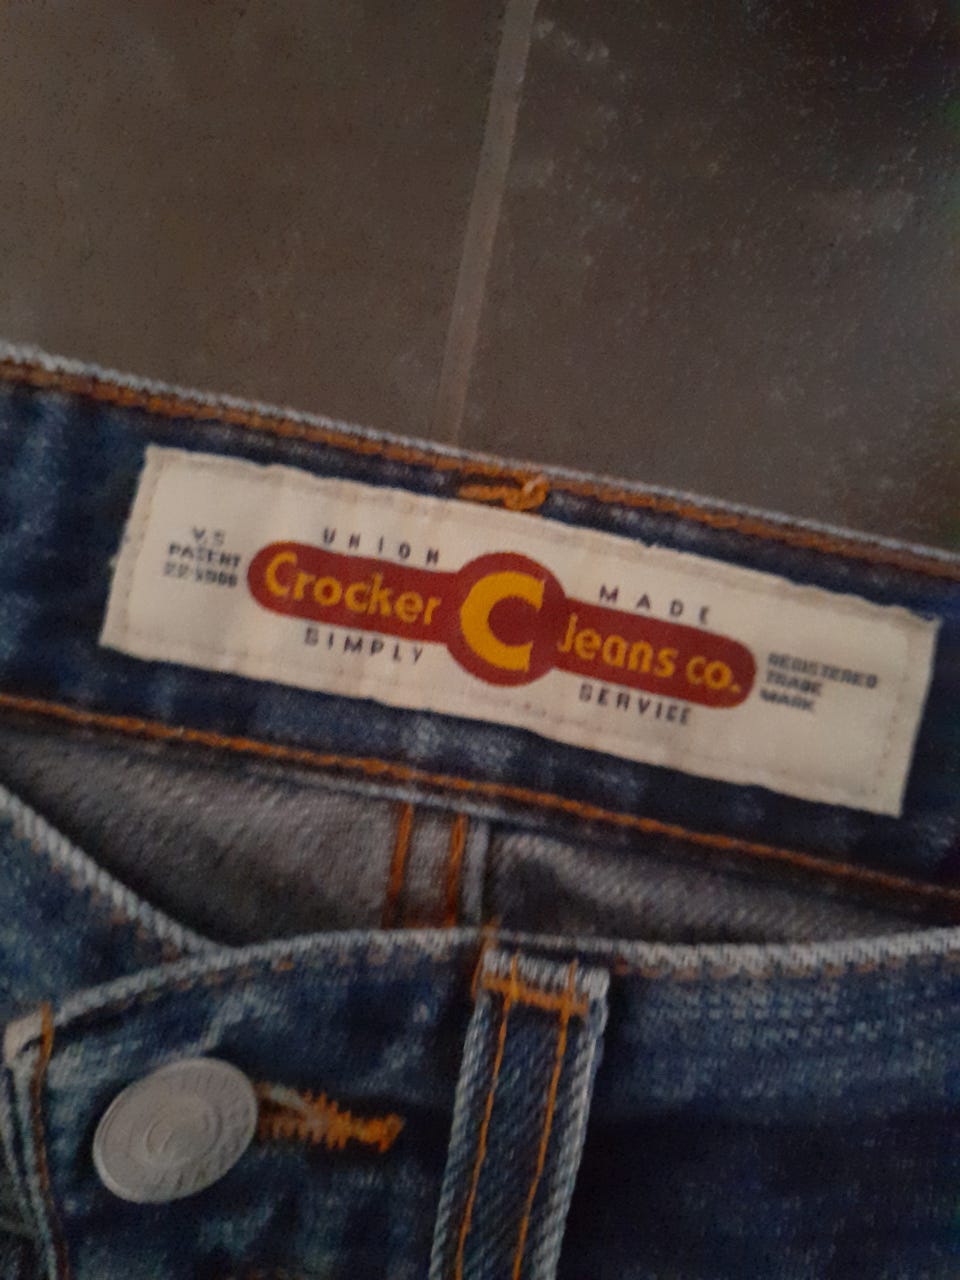 UNION MADE
V.S
PATENT
Crocker C Jeans co.
REGISTERED
TRADE
MARK
SIMPLY SERVICE